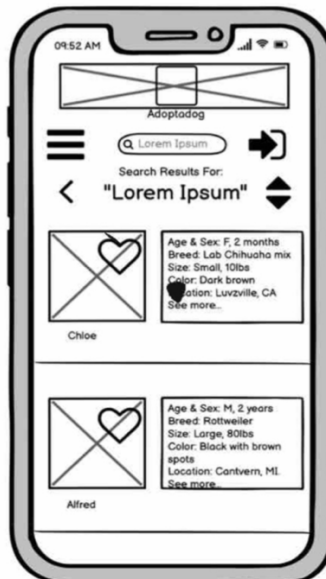 09:52 AM
Adoptadog
Lorem Ipsum
Search Results For:
"Lorem Ipsum"
Age & Sex: F, 2 months
Breed: Lab Chihuaha mix
Size: Small, 10lbs
Color: Dark brown
Location: Luvzville, CA
See more...
Chloe
Age & Sex: M, 2 years
Breed: Rottweiler
Size: Large, 80lbs
Color: Black with brown
spots
Location: Cantvern, MI.
See more...
Alfred